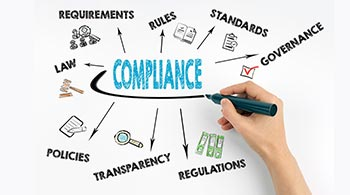 REQUIREMENTS
RULES
STANDARDS
GOVERNANCE
LAW
COMPLIANCE
POLICIES
TRANSPARENCY
REGULATIONS